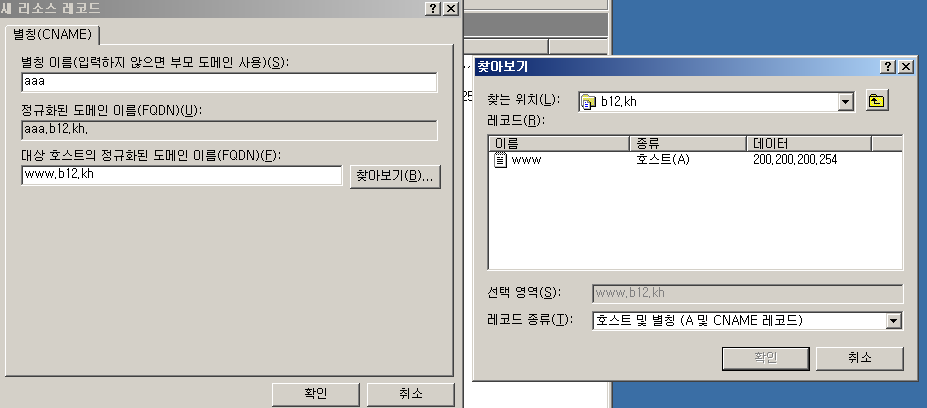 새 리소스 레코드
별칭(CNAME)
별칭 이름(입력하지 않으면 부모 도메인 사용)(S):
aaa
정규화된 도메인 이름(FQDN)(U):
aaa.b12.kh.
대상 호스트의 정규화된 도메인 이름(FQDN)(F):
www.b12.kh
찾아보기(B)...
확인
취소
찾아보기
찾는 위치(L):
b12.kh
레코드(R):
이름 종류 데이터
www 호스트(A) 200.200.200.254
선택 영역(S):
www.b12.kh
레코드 종류(T):
호스트 및 별칭 (A 및 CNAME 레코드)
확인
취소